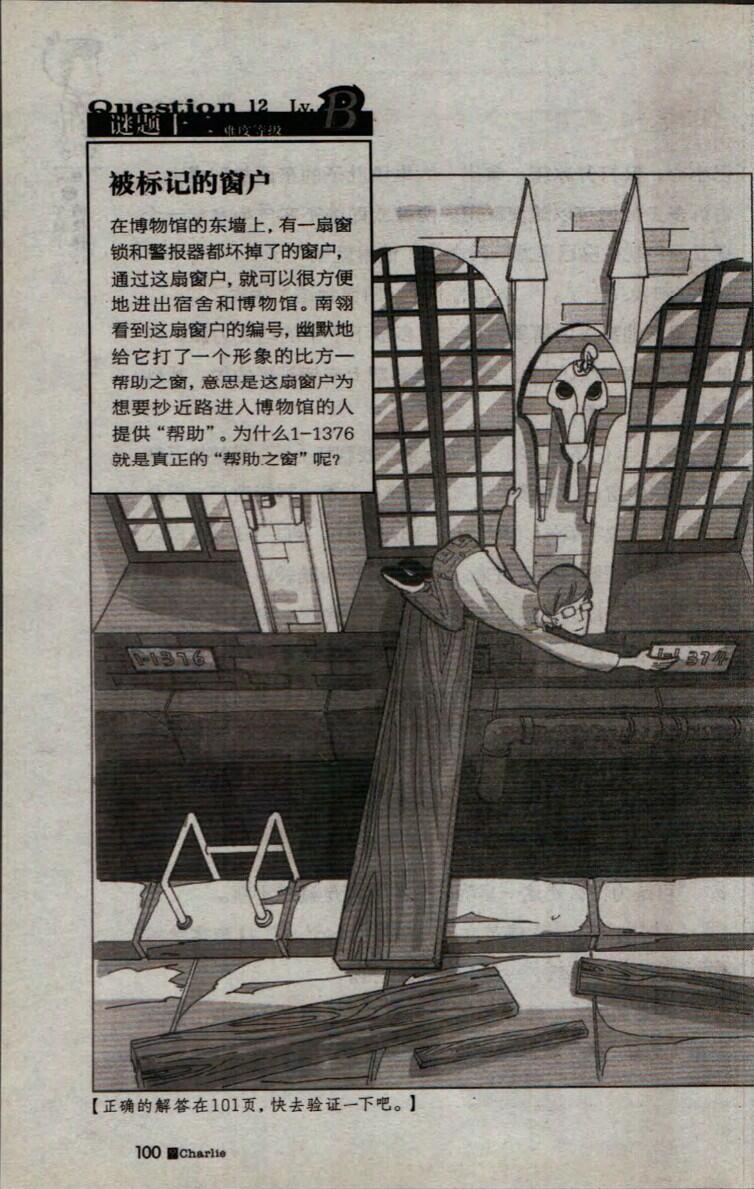 Question 12 Lv. B
谜题十二 难度等级
被标记的窗户
在博物馆的东墙上，有一扇窗
锁和警报器都坏掉了的窗户，
通过这扇窗户，就可以很方便
地进出宿舍和博物馆。南翎
看到这扇窗户的编号，幽默地
给它打了一个形象的比方—
帮助之窗，意思是这扇窗户为
想要抄近路进入博物馆的人
提供“帮助”。为什么1-1376
就是真正的“帮助之窗”呢？
1-1376
1-1374
【正确的解答在101页，快去验证一下吧。】
100 Charlie